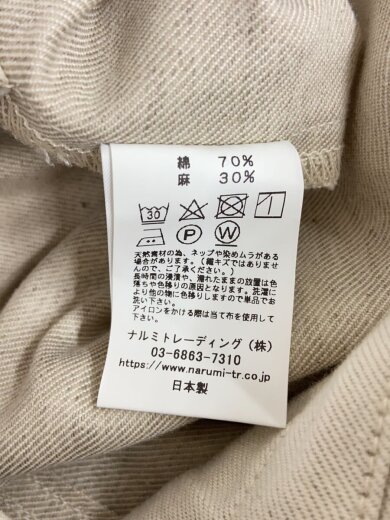 綿 70%
麻 30%
30
P W
天然素材の為、ネップや染めムラがある
場合があります。(織キズではありませ
んので、ご了承ください。)
長時間の浸漬や、濡れたままの放置は色
落ちや色移りの原因となります。洗濯に
より他の物に色移りしますので単品でお
洗い下さい。
アイロンをかける際は当て布を使用して
下さい。
ナルミトレーディング(株)
03-6863-7310
https://www.narumi-tr.co.jp
日本製